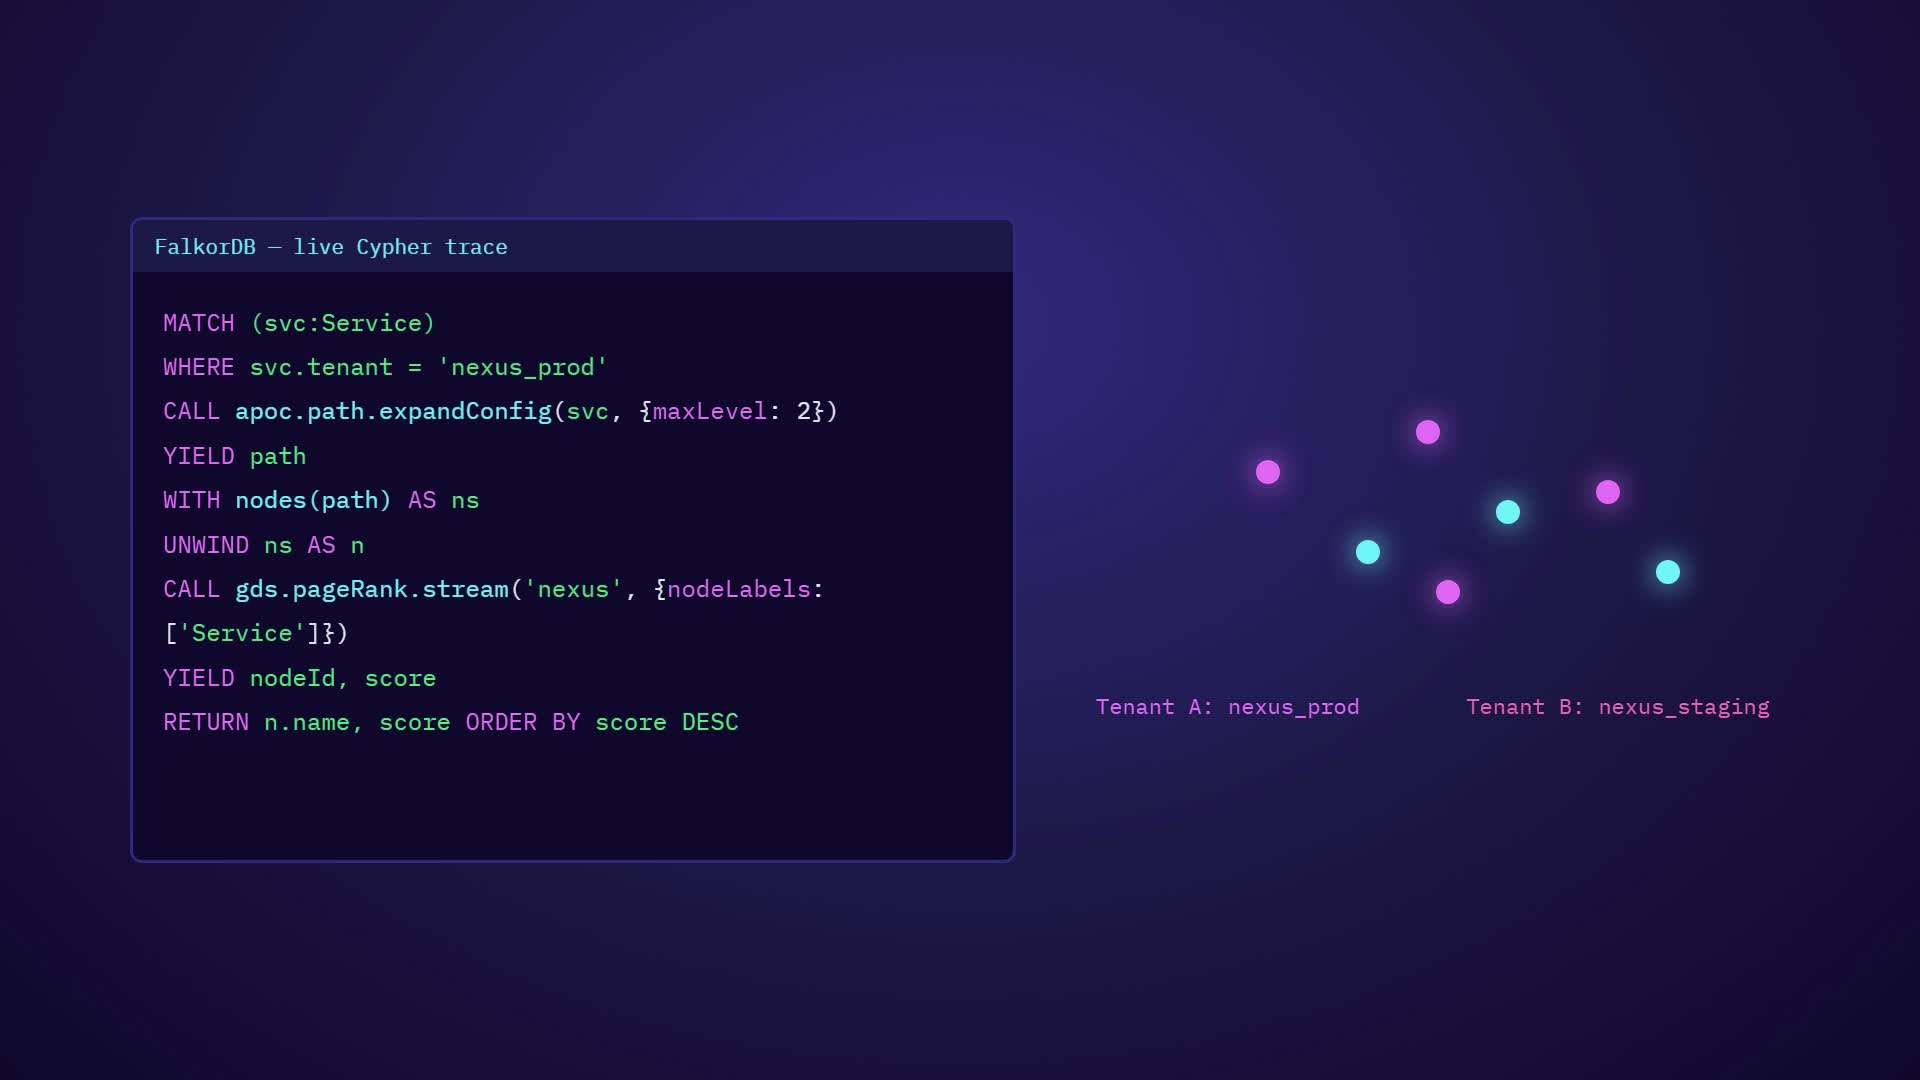 FalkorDB — live Cypher trace
MATCH (svc:Service)
WHERE svc.tenant = 'nexus_prod'
CALL apoc.path.expandConfig(svc, {maxLevel: 2})
YIELD path
WITH nodes(path) AS ns
UNWIND ns AS n
CALL gds.pageRank.stream('nexus', {nodeLabels:
['Service']})
YIELD nodeId, score
RETURN n.name, score ORDER BY score DESC
Tenant A: nexus_prod
Tenant B: nexus_staging